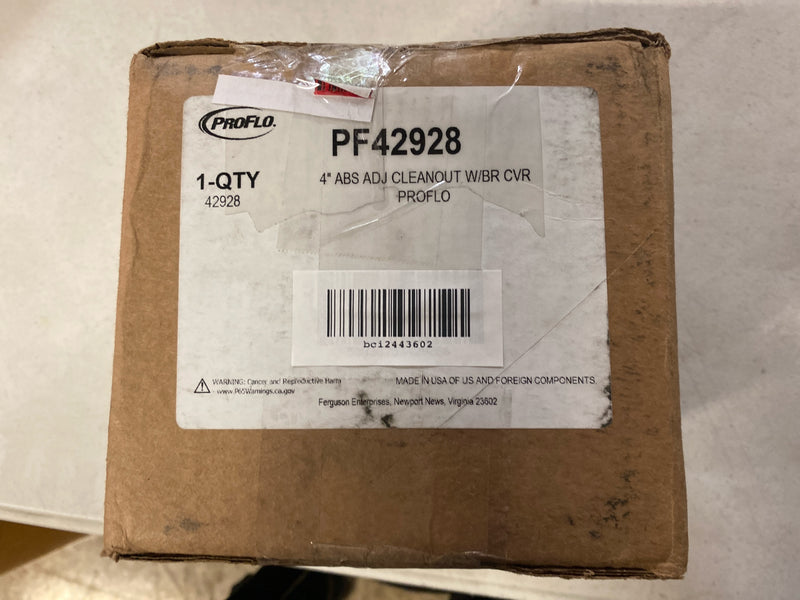 PROFLO.
PF42928
1-QTY
42928
4" ABS ADJ CLEANOUT W/BR CVR
PROFLO
bci2443602
WARNING: Cancer and Reproductive Harm
www.P65Warnings.ca.gov
MADE IN USA OF US AND FOREIGN COMPONENTS
Ferguson Enterprises, Newport News, Virginia 23602